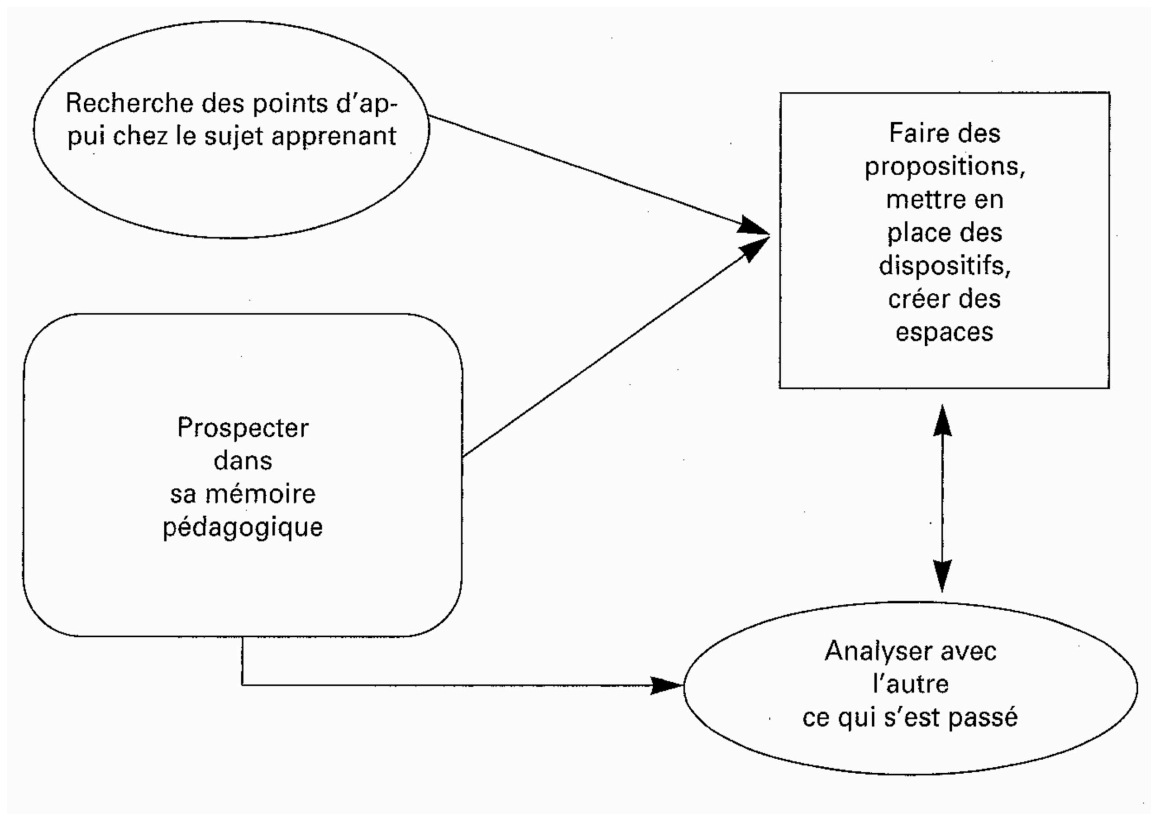 Recherche des points d'ap-
pui chez le sujet apprenant
Faire des
propositions,
mettre en
place des
dispositifs,
créer des
espaces
Prospecter
dans
sa mémoire
pédagogique
Analyser avec
l'autre
ce qui s'est passé